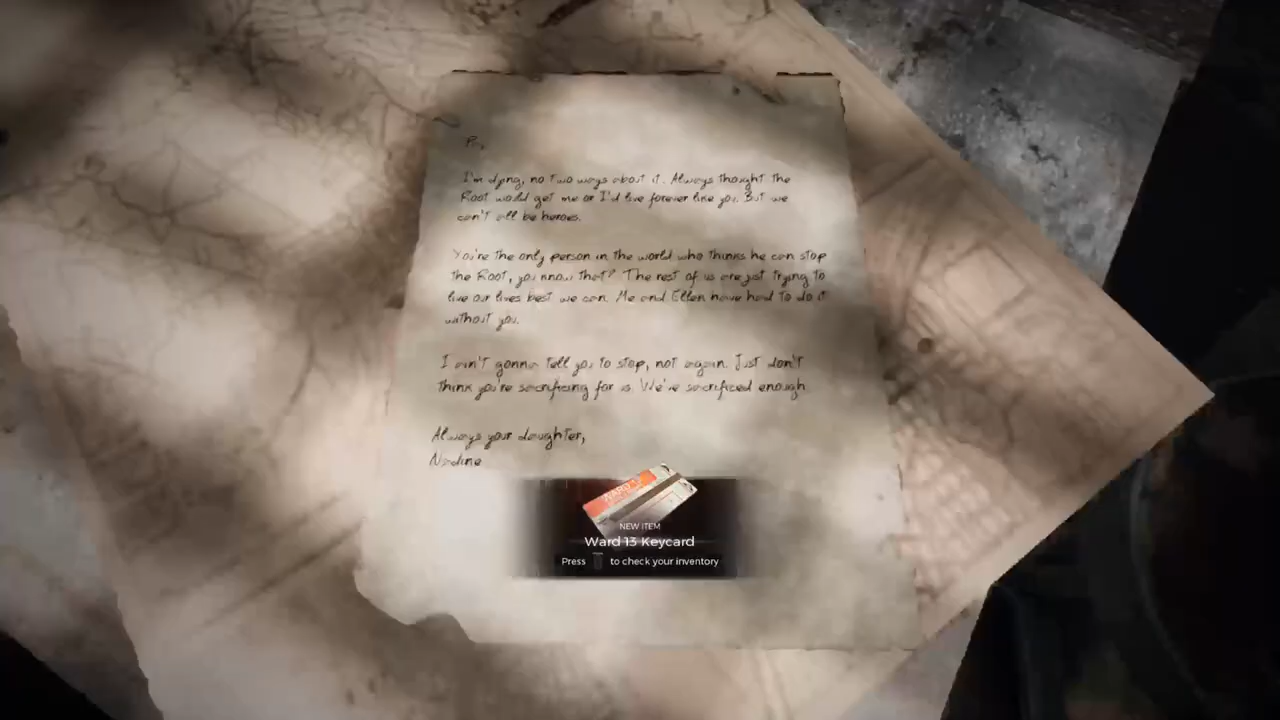 Pa,
I'm dying, no two ways about it. Always thought the
Root would get me or I'd live forever like you. But we
can't all be heroes.
You're the only person in the world who thinks he can stop
the Root, you know that? The rest of us are just trying to
live our lives best we can. Me and Ellen have had to do it
without you.
I ain't gonna tell you to stop, not again. Just don't
think you're sacrificing for us. We've sacrificed enough
Always your daughter,
Nadine
NEW ITEM
Ward 13 Keycard
Press to check your inventory